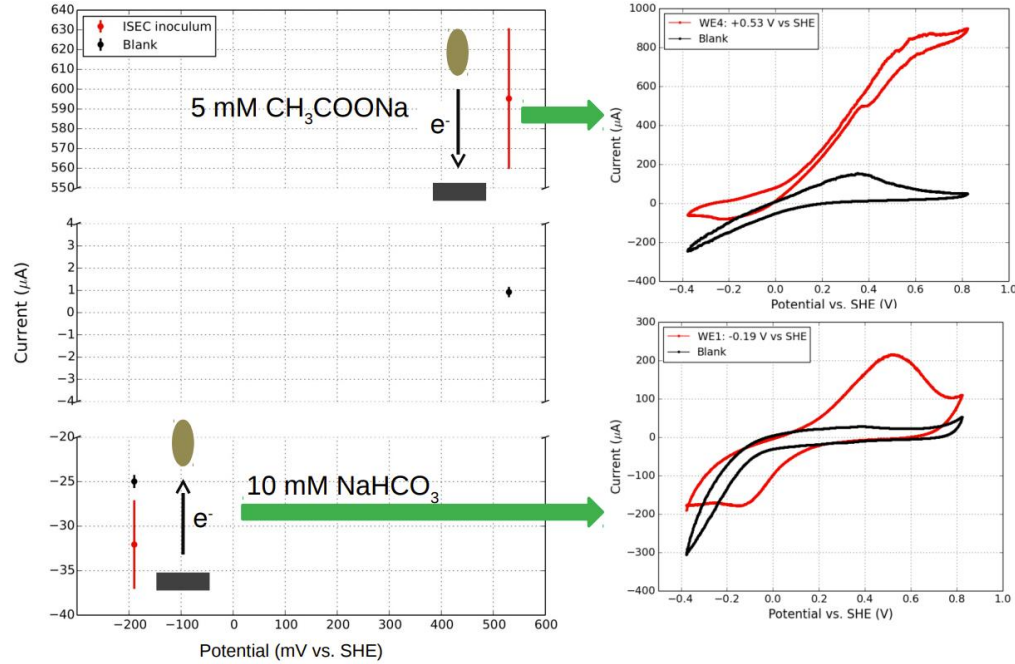 640
630
620
610
600
590
580
570
560
550
ISEC inoculum
Blank
5 mM CH₃COONa
e⁻
4
3
2
1
0
−1
−2
−3
−4
Current (μA)
−20
−25
−30
−35
−40
10 mM NaHCO₃
e⁻
−200 −100 0 100 200 300 400 500 600
Potential (mV vs. SHE)
1000
800
600
400
200
0
−200
−400
WE4: +0.53 V vs SHE
Blank
Current (μA)
−0.4 −0.2 0.0 0.2 0.4 0.6 0.8 1.0
Potential vs. SHE (V)
300
200
100
0
−100
−200
−300
−400
WE1: -0.19 V vs SHE
Blank
Current (μA)
−0.4 −0.2 0.0 0.2 0.4 0.6 0.8 1.0
Potential vs. SHE (V)